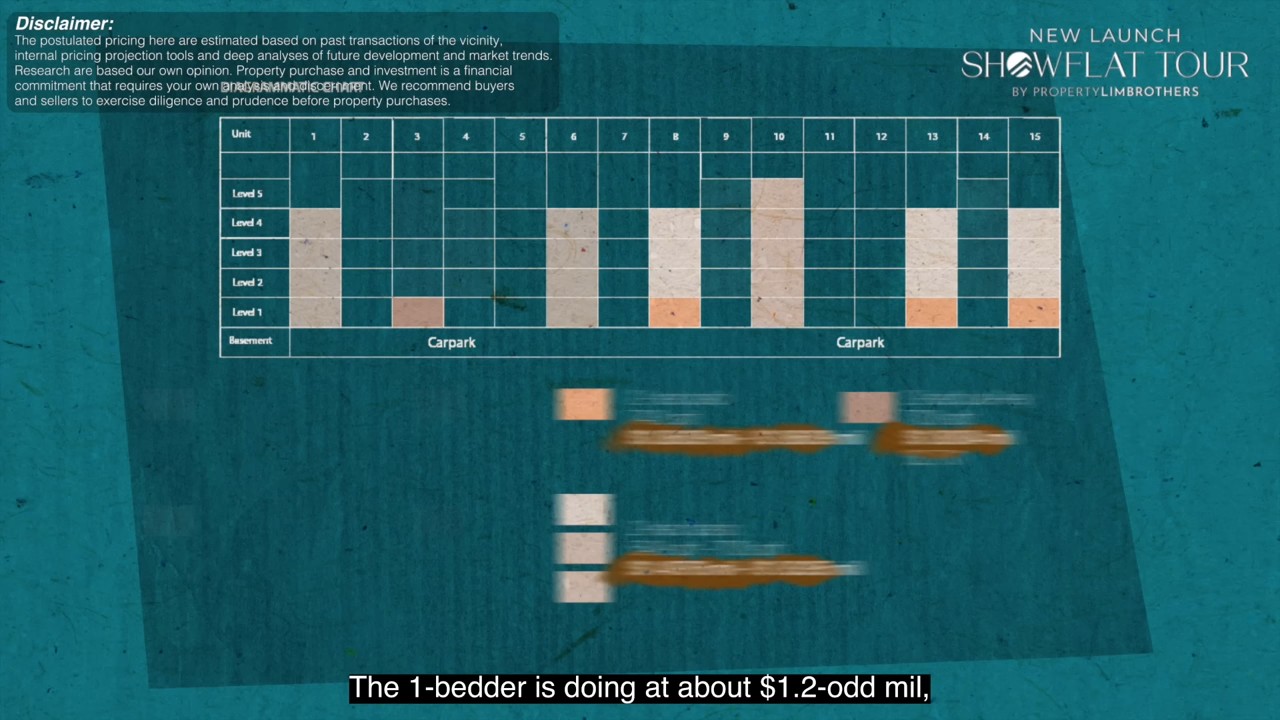 Disclaimer:
The postulated pricing here are estimated based on past transactions of the vicinity,
internal pricing projection tools and deep analyses of future development and market trends.
Research are based our own opinion. Property purchase and investment is a financial
commitment that requires your own analysis and discernment. We recommend buyers
and sellers to exercise diligence and prudence before property purchases.
NEW LAUNCH
SHOWFLAT TOUR
BY PROPERTYLIMBROTHERS
DIAGRAMMATIC CHART
Unit 1 2 3 4 5 6 7 8 9 10 11 12 13 14 15
Level 5
Level 4
Level 3
Level 2
Level 1
Basement Carpark Carpark
The 1-bedder is doing at about $1.2-odd mil,